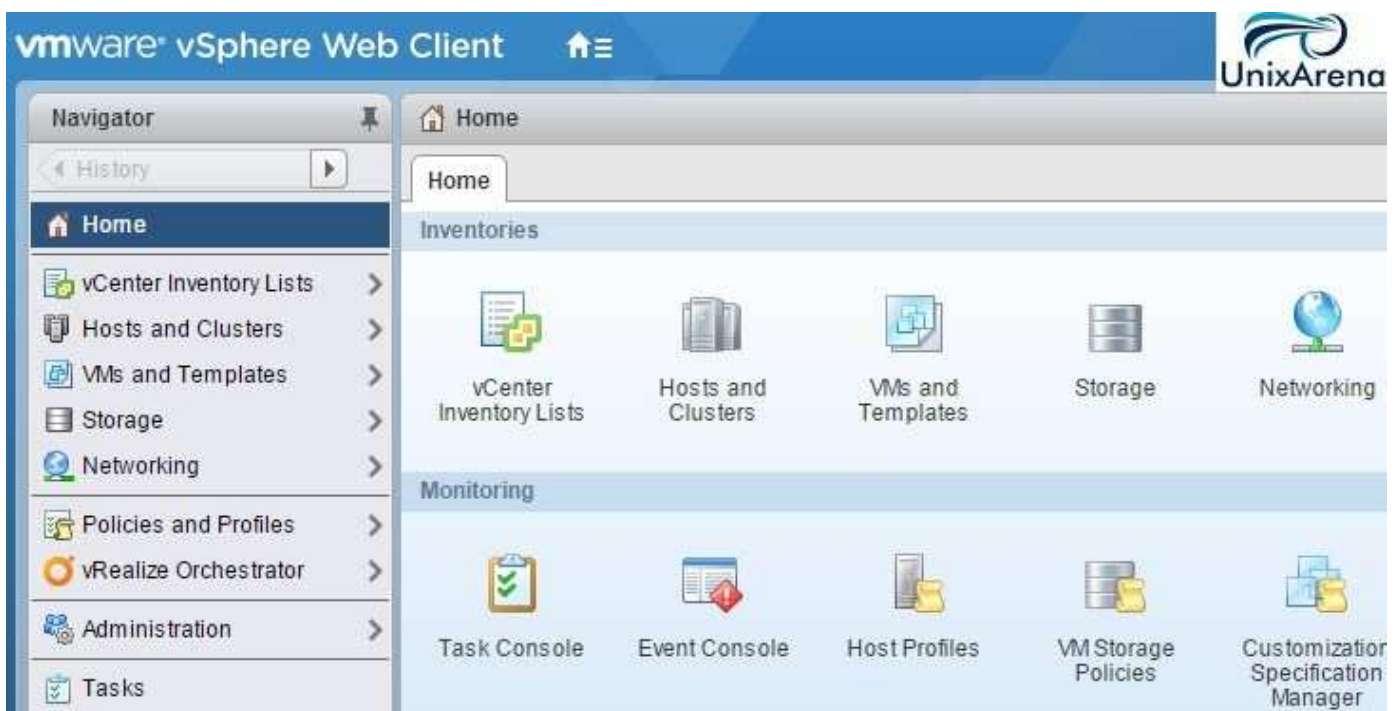 vmware® vSphere Web Client
UnixArena
Navigator
History
Home
vCenter Inventory Lists
Hosts and Clusters
VMs and Templates
Storage
Networking
Policies and Profiles
vRealize Orchestrator
Administration
Tasks
Home
Home
Inventories
vCenter
Inventory Lists
Hosts and
Clusters
VMs and
Templates
Storage
Networking
Monitoring
Task Console
Event Console
Host Profiles
VM Storage
Policies
Customization
Specification
Manager